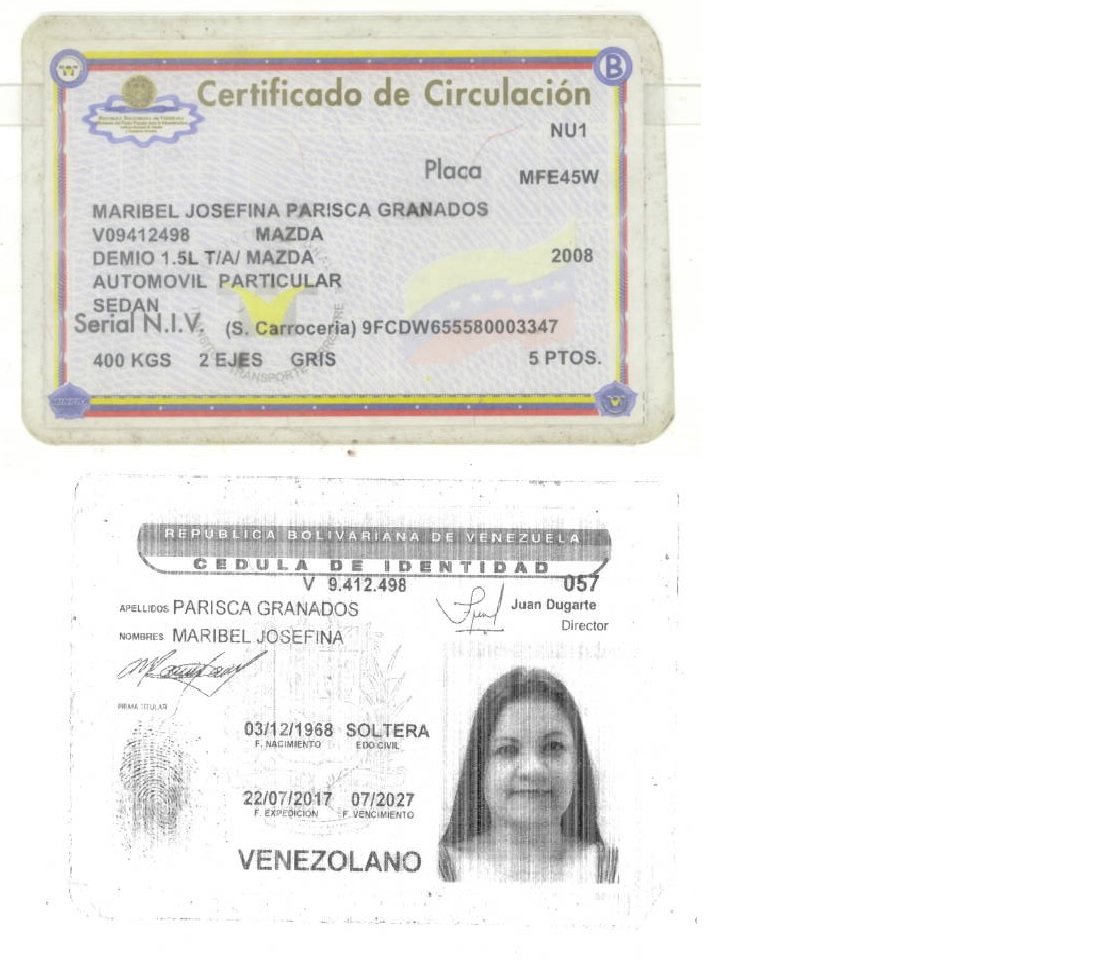 Certificado de Circulación
B
NU1
Placa MFE45W
MARIBEL JOSEFINA PARISCA GRANADOS
V09412498 MAZDA
DEMIO 1.5L T/A/ MAZDA 2008
AUTOMOVIL PARTICULAR
SEDAN
Serial N.I.V. (S. Carroceria) 9FCDW655580003347
400 KGS 2 EJES GRIS 5 PTOS.
TRANSPORTE TERRESTRE
REPUBLICA BOLIVARIANA DE VENEZUELA
CEDULA DE IDENTIDAD
V 9.412.498 057
APELLIDOS PARISCA GRANADOS
Juan Dugarte
Director
NOMBRES MARIBEL JOSEFINA
FIRMA TITULAR
03/12/1968 SOLTERA
F. NACIMIENTO EDO CIVIL
22/07/2017 07/2027
F. EXPEDICION F. VENCIMIENTO
VENEZOLANO